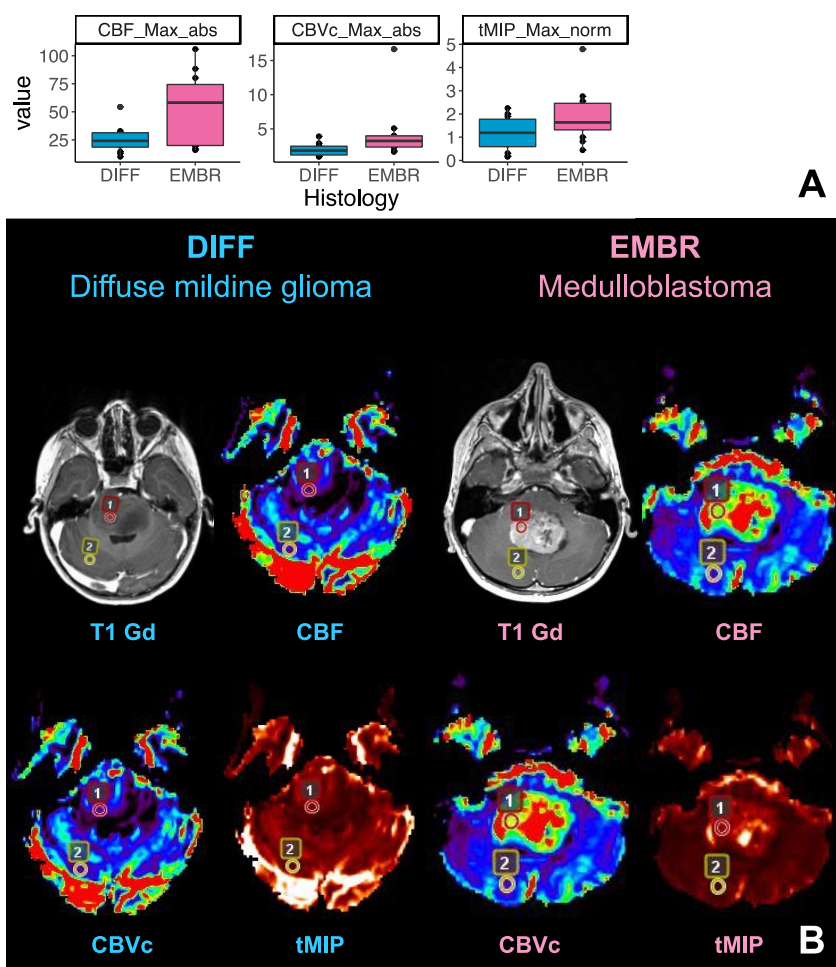 CBF_Max_abs
CBVc_Max_abs
tMIP_Max_norm
value
100
75
50
25
15
10
5
5
4
3
2
1
0
DIFF
EMBR
DIFF
EMBR
DIFF
EMBR
Histology
A
DIFF
Diffuse mildine glioma
EMBR
Medulloblastoma
1
2
1
2
1
2
1
2
T1 Gd
CBF
T1 Gd
CBF
1
2
1
2
1
2
1
2
CBVc
tMIP
CBVc
tMIP
B